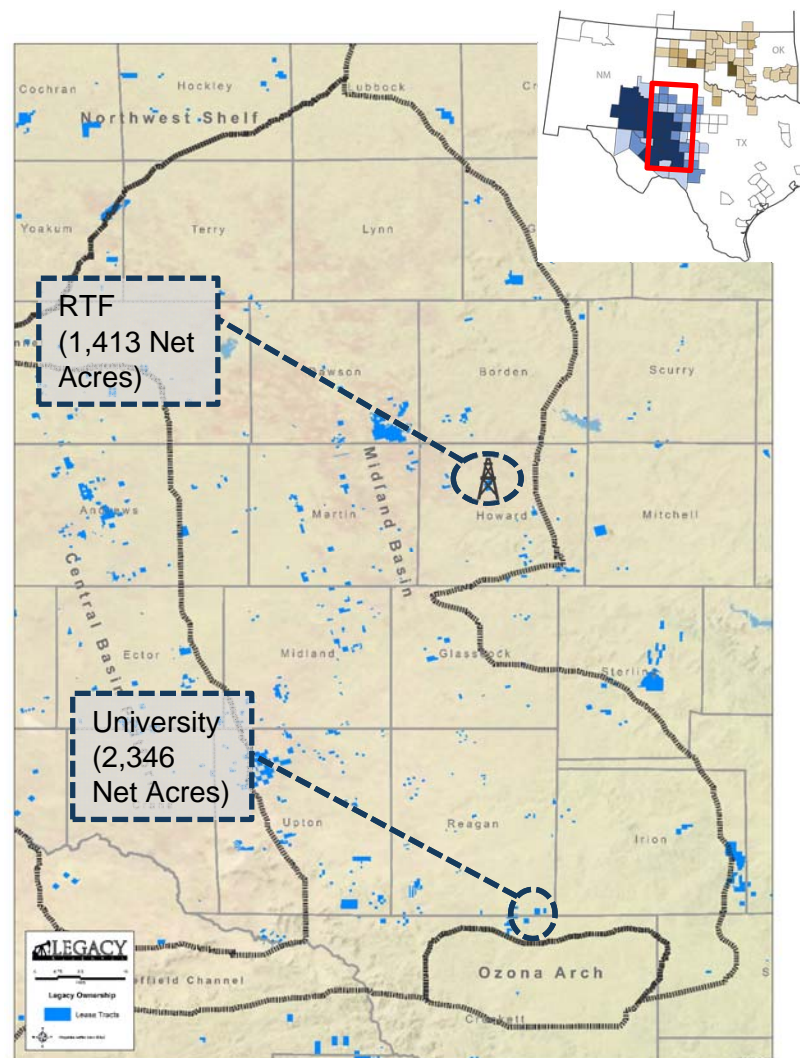 OK
NM
TX
Cochran
Hockley
Lubbock
Northwest Shelf
Yoakum
Terry
Lynn
RTF
(1,413 Net
Acres)
Dawson
Borden
Scurry
Andrews
Martin
Howard
Mitchell
Midland Basin
Central Basin
Ector
Midland
Glasscock
Sterling
University
(2,346
Net Acres)
Crane
Upton
Reagan
Irion
LEGACY
Legacy Ownership
Lease Tracts
effield Channel
Ozona Arch
Crockett